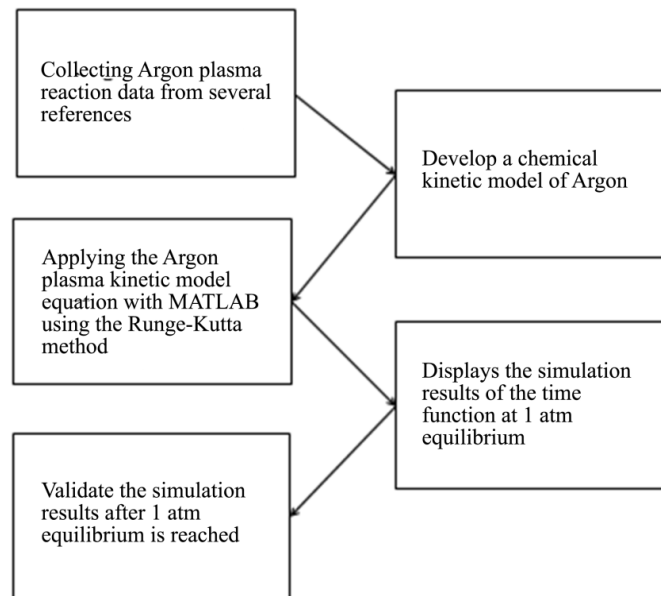 Collecting Argon plasma
reaction data from several
references
Develop a chemical
kinetic model of Argon
Applying the Argon
plasma kinetic model
equation with MATLAB
using the Runge-Kutta
method
Displays the simulation
results of the time
function at 1 atm
equilibrium
Validate the simulation
results after 1 atm
equilibrium is reached